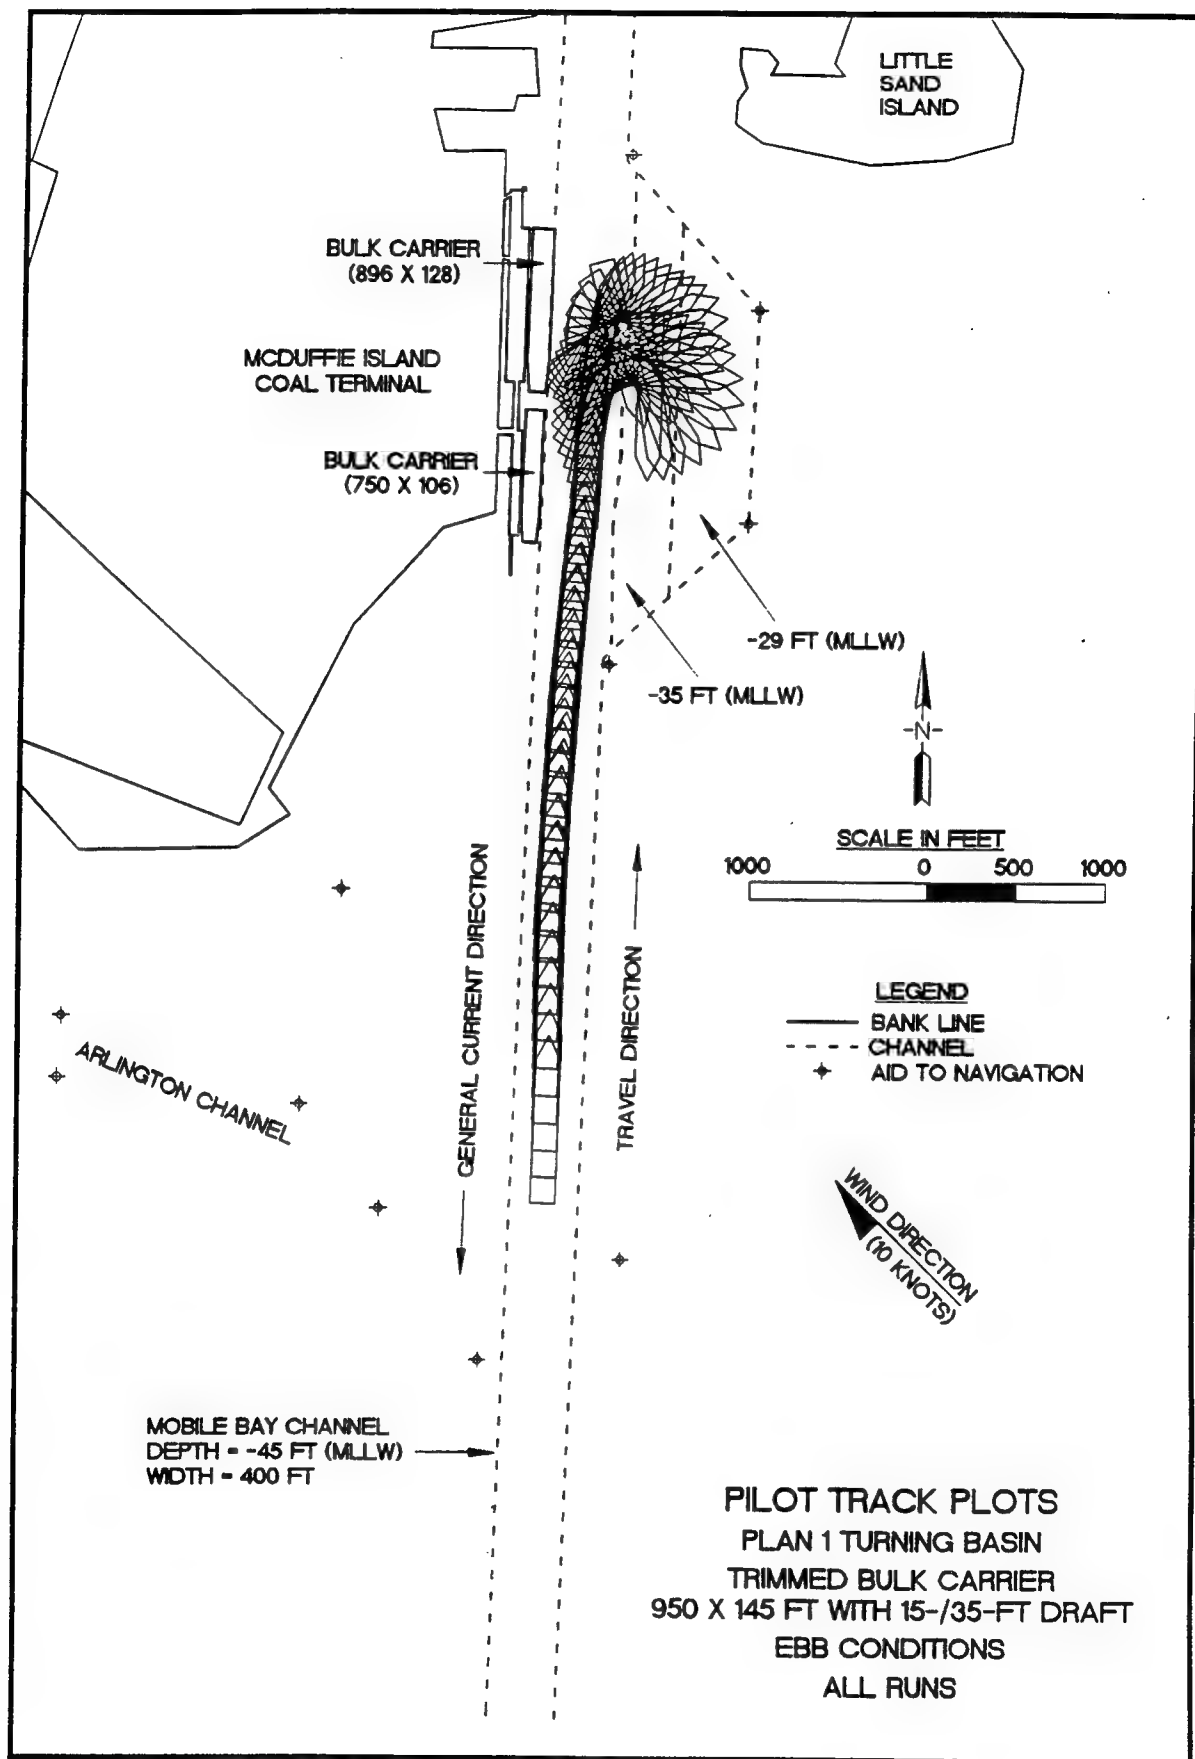 LITTLE
SAND
ISLAND
BULK CARRIER
(896 X 128)
MCDUFFIE ISLAND
COAL TERMINAL
BULK CARRIER
(750 X 106)
-29 FT (MLLW)
-35 FT (MLLW)
-N-
SCALE IN FEET
1000 0 500 1000
GENERAL CURRENT DIRECTION
TRAVEL DIRECTION
LEGEND
BANK LINE
CHANNEL
AID TO NAVIGATION
ARLINGTON CHANNEL
WIND DIRECTION
(10 KNOTS)
MOBILE BAY CHANNEL
DEPTH = -45 FT (MLLW)
WIDTH = 400 FT
PILOT TRACK PLOTS
PLAN 1 TURNING BASIN
TRIMMED BULK CARRIER
950 X 145 FT WITH 15-/35-FT DRAFT
EBB CONDITIONS
ALL RUNS